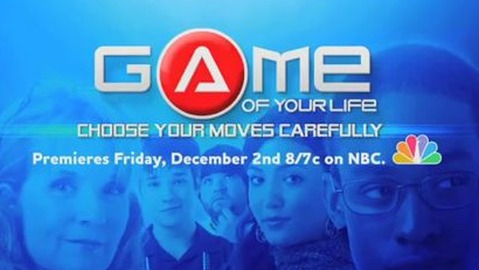 GAME
OF YOUR LIFE
CHOOSE YOUR MOVES CAREFULLY
Premieres Friday, December 2nd 8/7c on NBC.